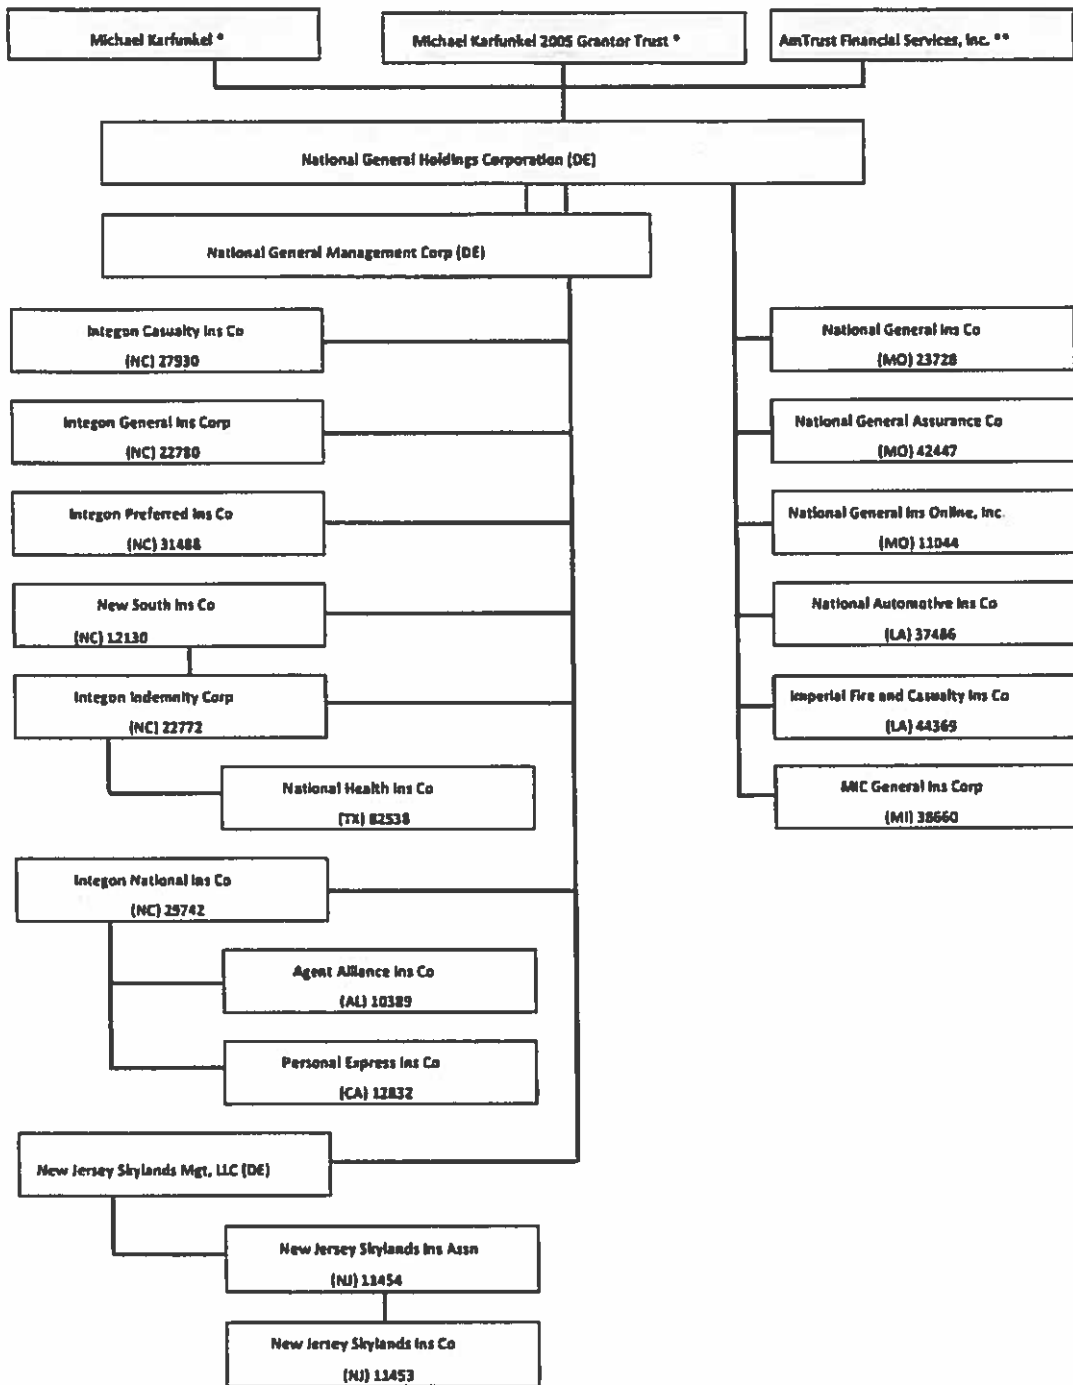 Michael Karfunkel *
Michael Karfunkel 2005 Grantor Trust *
AmTrust Financial Services, Inc. **
National General Holdings Corporation (DE)
National General Management Corp (DE)
Integon Casualty Ins Co
(NC) 27930
Integon General Ins Corp
(NC) 22780
Integon Preferred Ins Co
(NC) 31488
New South Ins Co
(NC) 12130
Integon Indemnity Corp
(NC) 22772
National Health Ins Co
(TX) 82538
Integon National Ins Co
(NC) 29742
Agent Alliance Ins Co
(AL) 10389
Personal Express Ins Co
(CA) 12832
New Jersey Skylands Mgt, LLC (DE)
New Jersey Skylands Ins Assn
(NJ) 11454
New Jersey Skylands Ins Co
(NJ) 11453
National General Ins Co
(MO) 23728
National General Assurance Co
(MO) 42447
National General Ins Online, Inc.
(MO) 11044
National Automotive Ins Co
(LA) 37486
Imperial Fire and Casualty Ins Co
(LA) 44369
MIC General Ins Corp
(MI) 38660